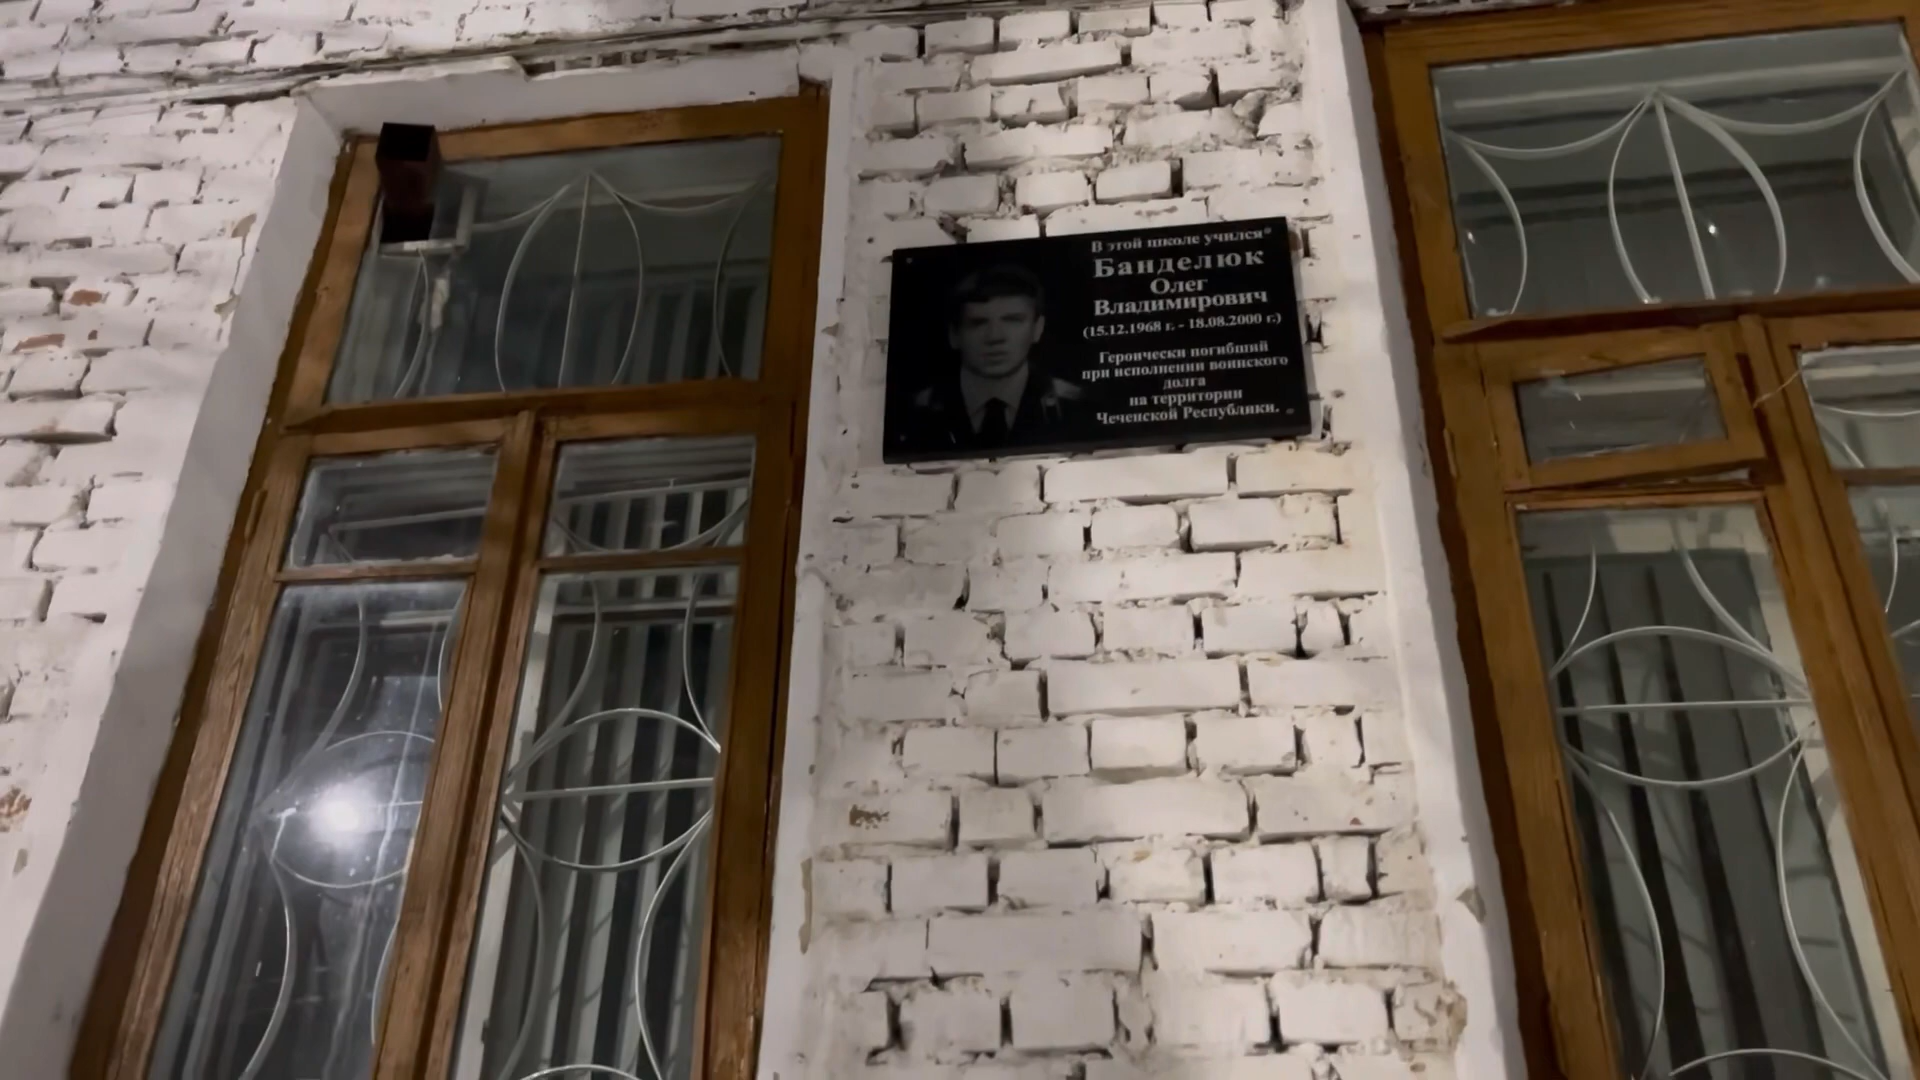 В этой школе учился
Банделюк
Олег
Владимирович
(15.12.1968 г. - 18.08.2000 г.)
Героически погибший
при исполнении воинского
долга
на территории
Чеченской Республики.